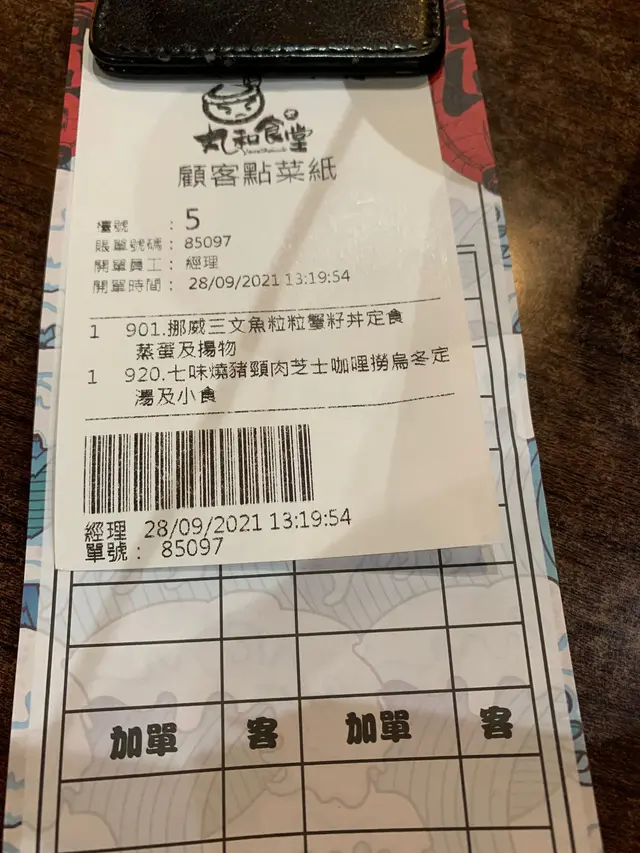 丸和食堂
顧客點菜紙
檯號 : 5
賬單號碼 : 85097
開單員工 : 經理
開單時間 : 28/09/2021 13:19:54
1 901.挪威三文魚粒粒蟹籽丼定食
蒸蛋及揚物
1 920.七味燒豬頸肉芝士咖哩撈烏冬定
湯及小食
經理 28/09/2021 13:19:54
單號 : 85097
加單 客 加單 客